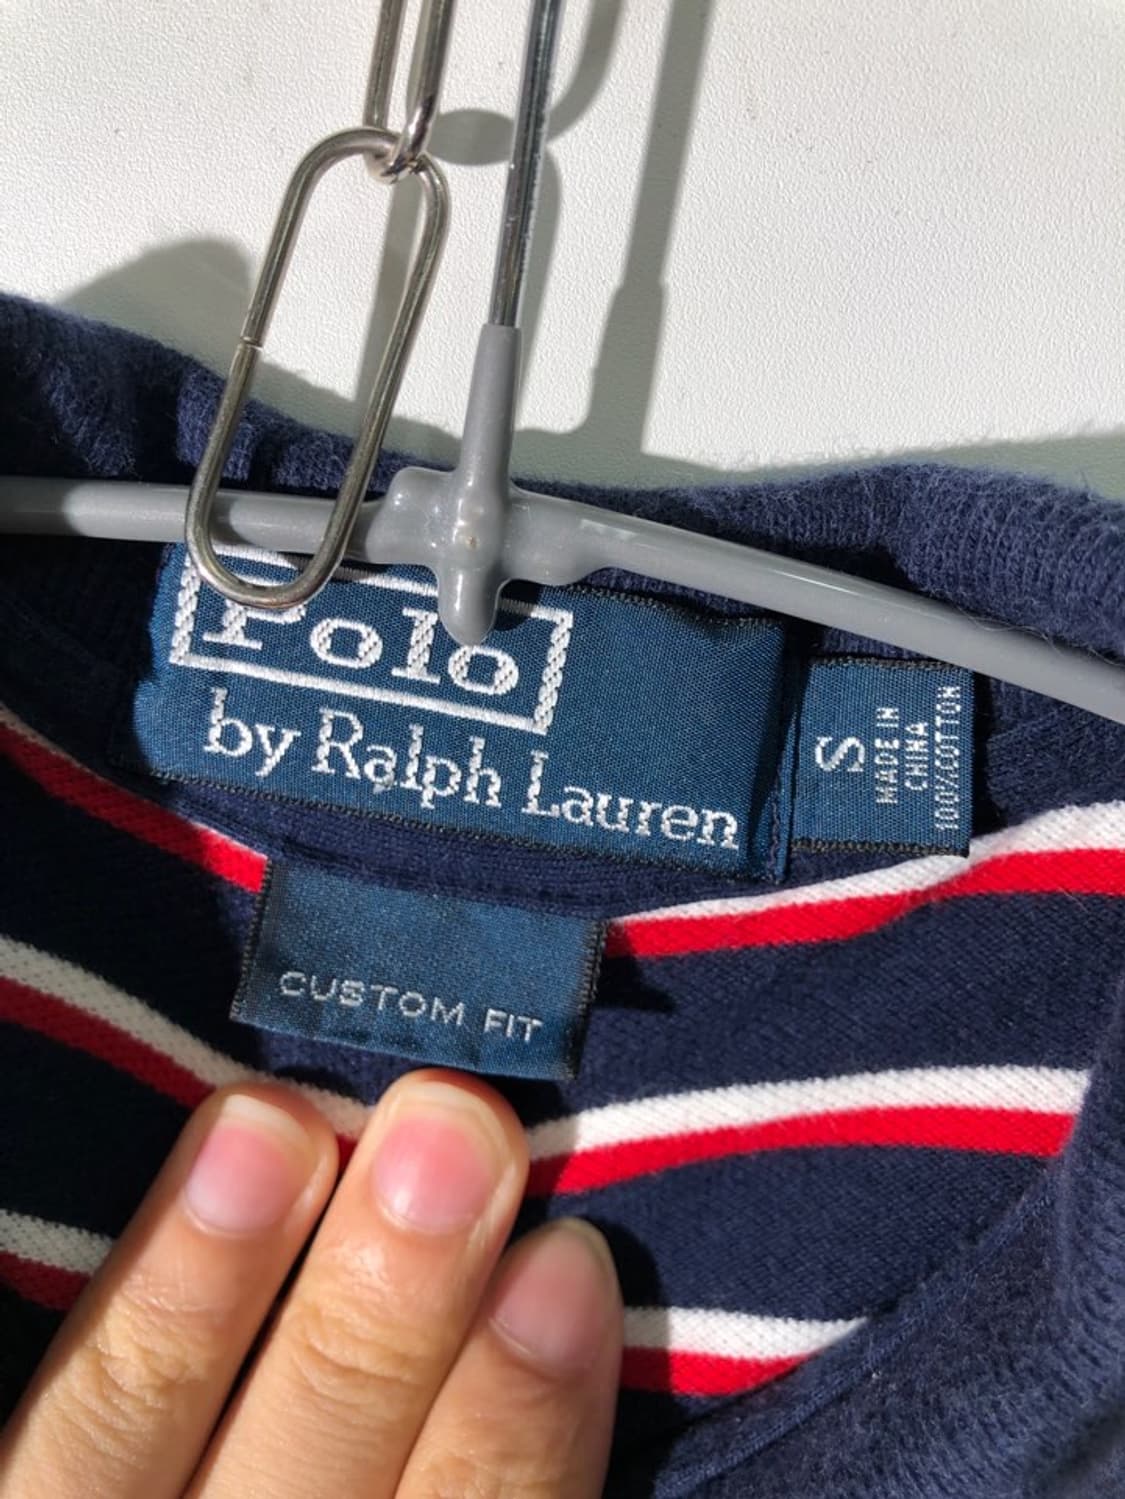 Polo
by Ralph Lauren
S
MADE IN
CHINA
100%COTTON
CUSTOM FIT